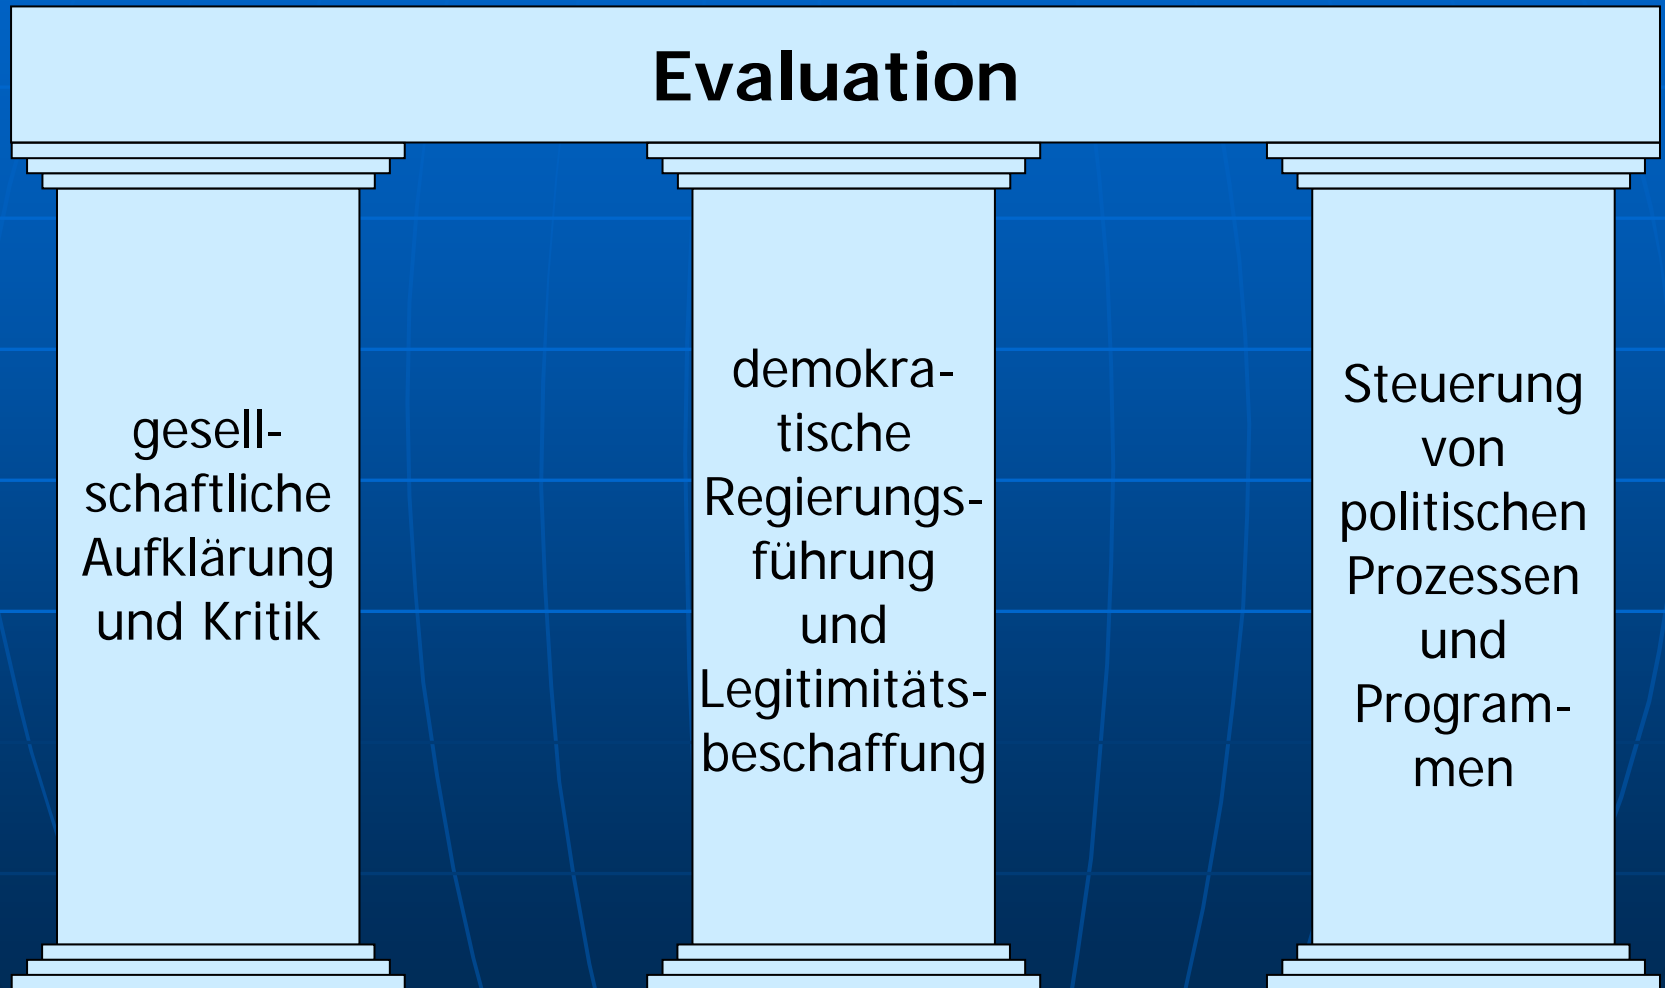 Evaluation
gesell-
schaftliche
Aufklärung
und Kritik
demokra-
tische
Regierungs-
führung
und
Legitimitäts-
beschaffung
Steuerung
von
politischen
Prozessen
und
Program-
men